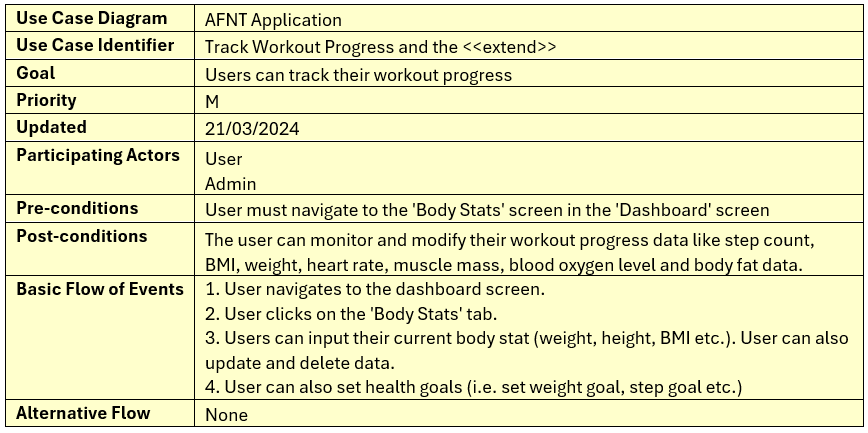 Use Case Diagram AFNT Application
Use Case Identifier Track Workout Progress and the <<extend>>
Goal Users can track their workout progress
Priority M
Updated 21/03/2024
Participating Actors User
Admin
Pre-conditions User must navigate to the 'Body Stats' screen in the 'Dashboard' screen
Post-conditions The user can monitor and modify their workout progress data like step count,
BMI, weight, heart rate, muscle mass, blood oxygen level and body fat data.
Basic Flow of Events 1. User navigates to the dashboard screen.
2. User clicks on the 'Body Stats' tab.
3. Users can input their current body stat (weight, height, BMI etc.). User can also
update and delete data.
4. User can also set health goals (i.e. set weight goal, step goal etc.)
Alternative Flow None